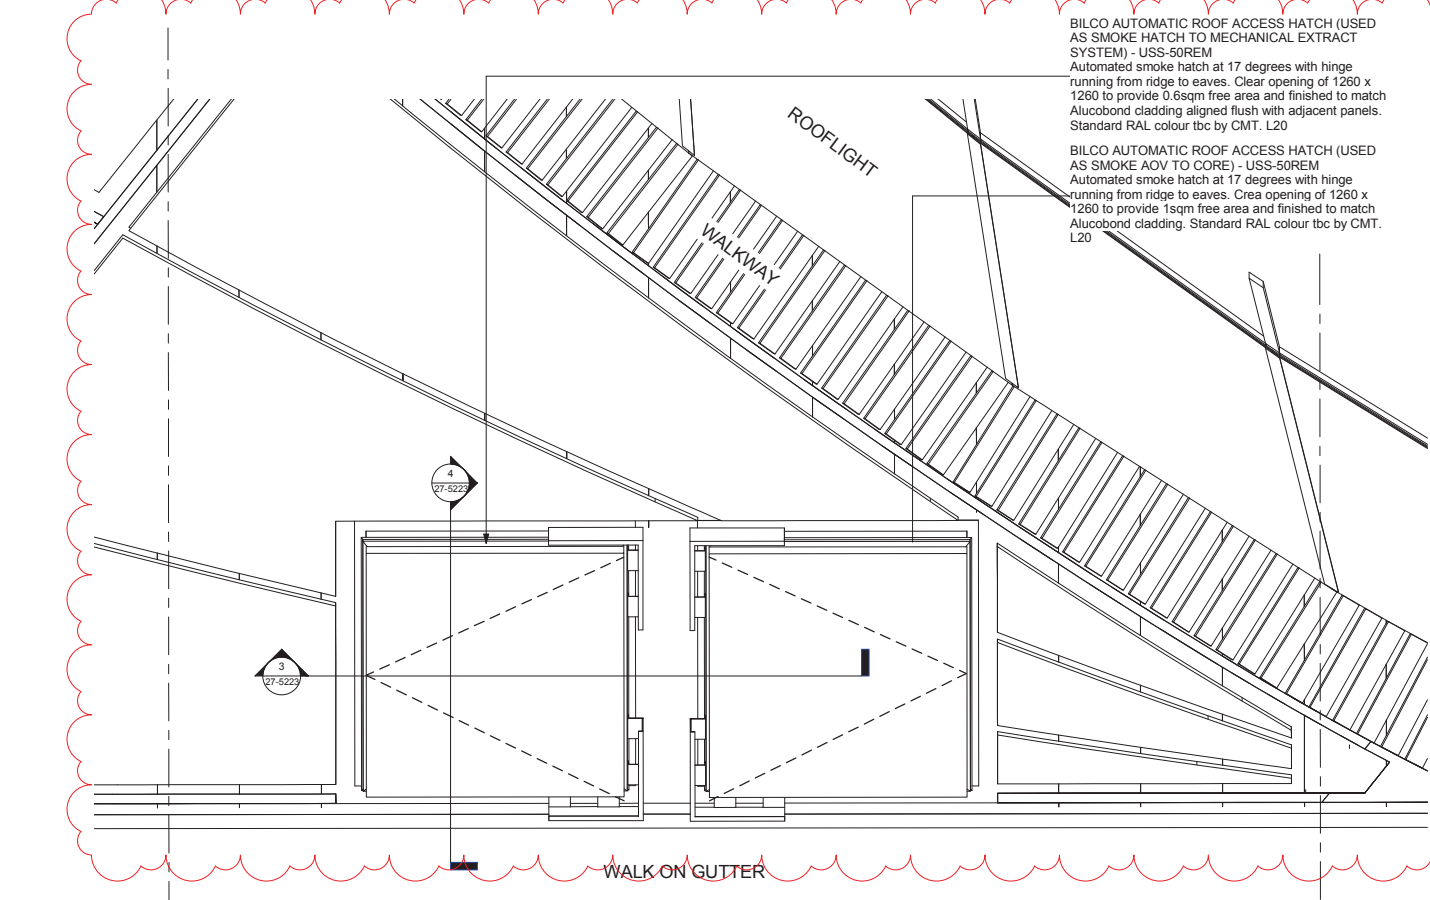 BILCO AUTOMATIC ROOF ACCESS HATCH (USED
AS SMOKE HATCH TO MECHANICAL EXTRACT
SYSTEM) - USS-50REM
Automated smoke hatch at 17 degrees with hinge
running from ridge to eaves. Clear opening of 1260 x
1260 to provide 0.6sqm free area and finished to match
Alucobond cladding aligned flush with adjacent panels.
Standard RAL colour tbc by CMT. L20
BILCO AUTOMATIC ROOF ACCESS HATCH (USED
AS SMOKE AOV TO CORE) - USS-50REM
Automated smoke hatch at 17 degrees with hinge
running from ridge to eaves. Crea opening of 1260 x
1260 to provide 1sqm free area and finished to match
Alucobond cladding. Standard RAL colour tbc by CMT.
L20
ROOFLIGHT
WALKWAY
4
27-5223
3
27-5223
WALK ON GUTTER